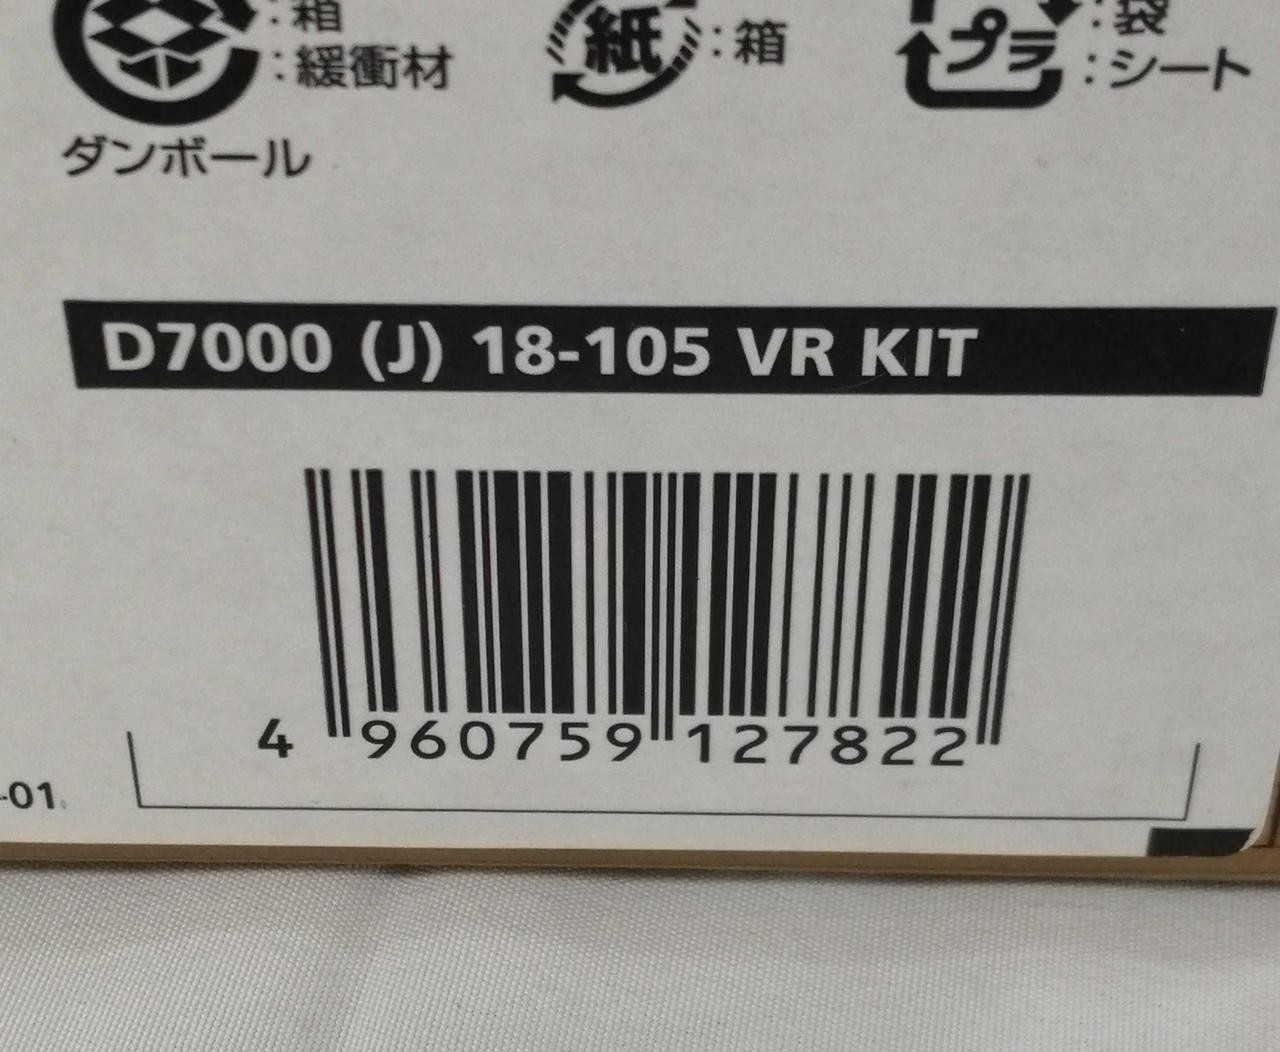 :箱
:緩衝材
ダンボール
紙
:箱
プラ
:袋
:シート
D7000 (J) 18-105 VR KIT
4 960759 127822
-01